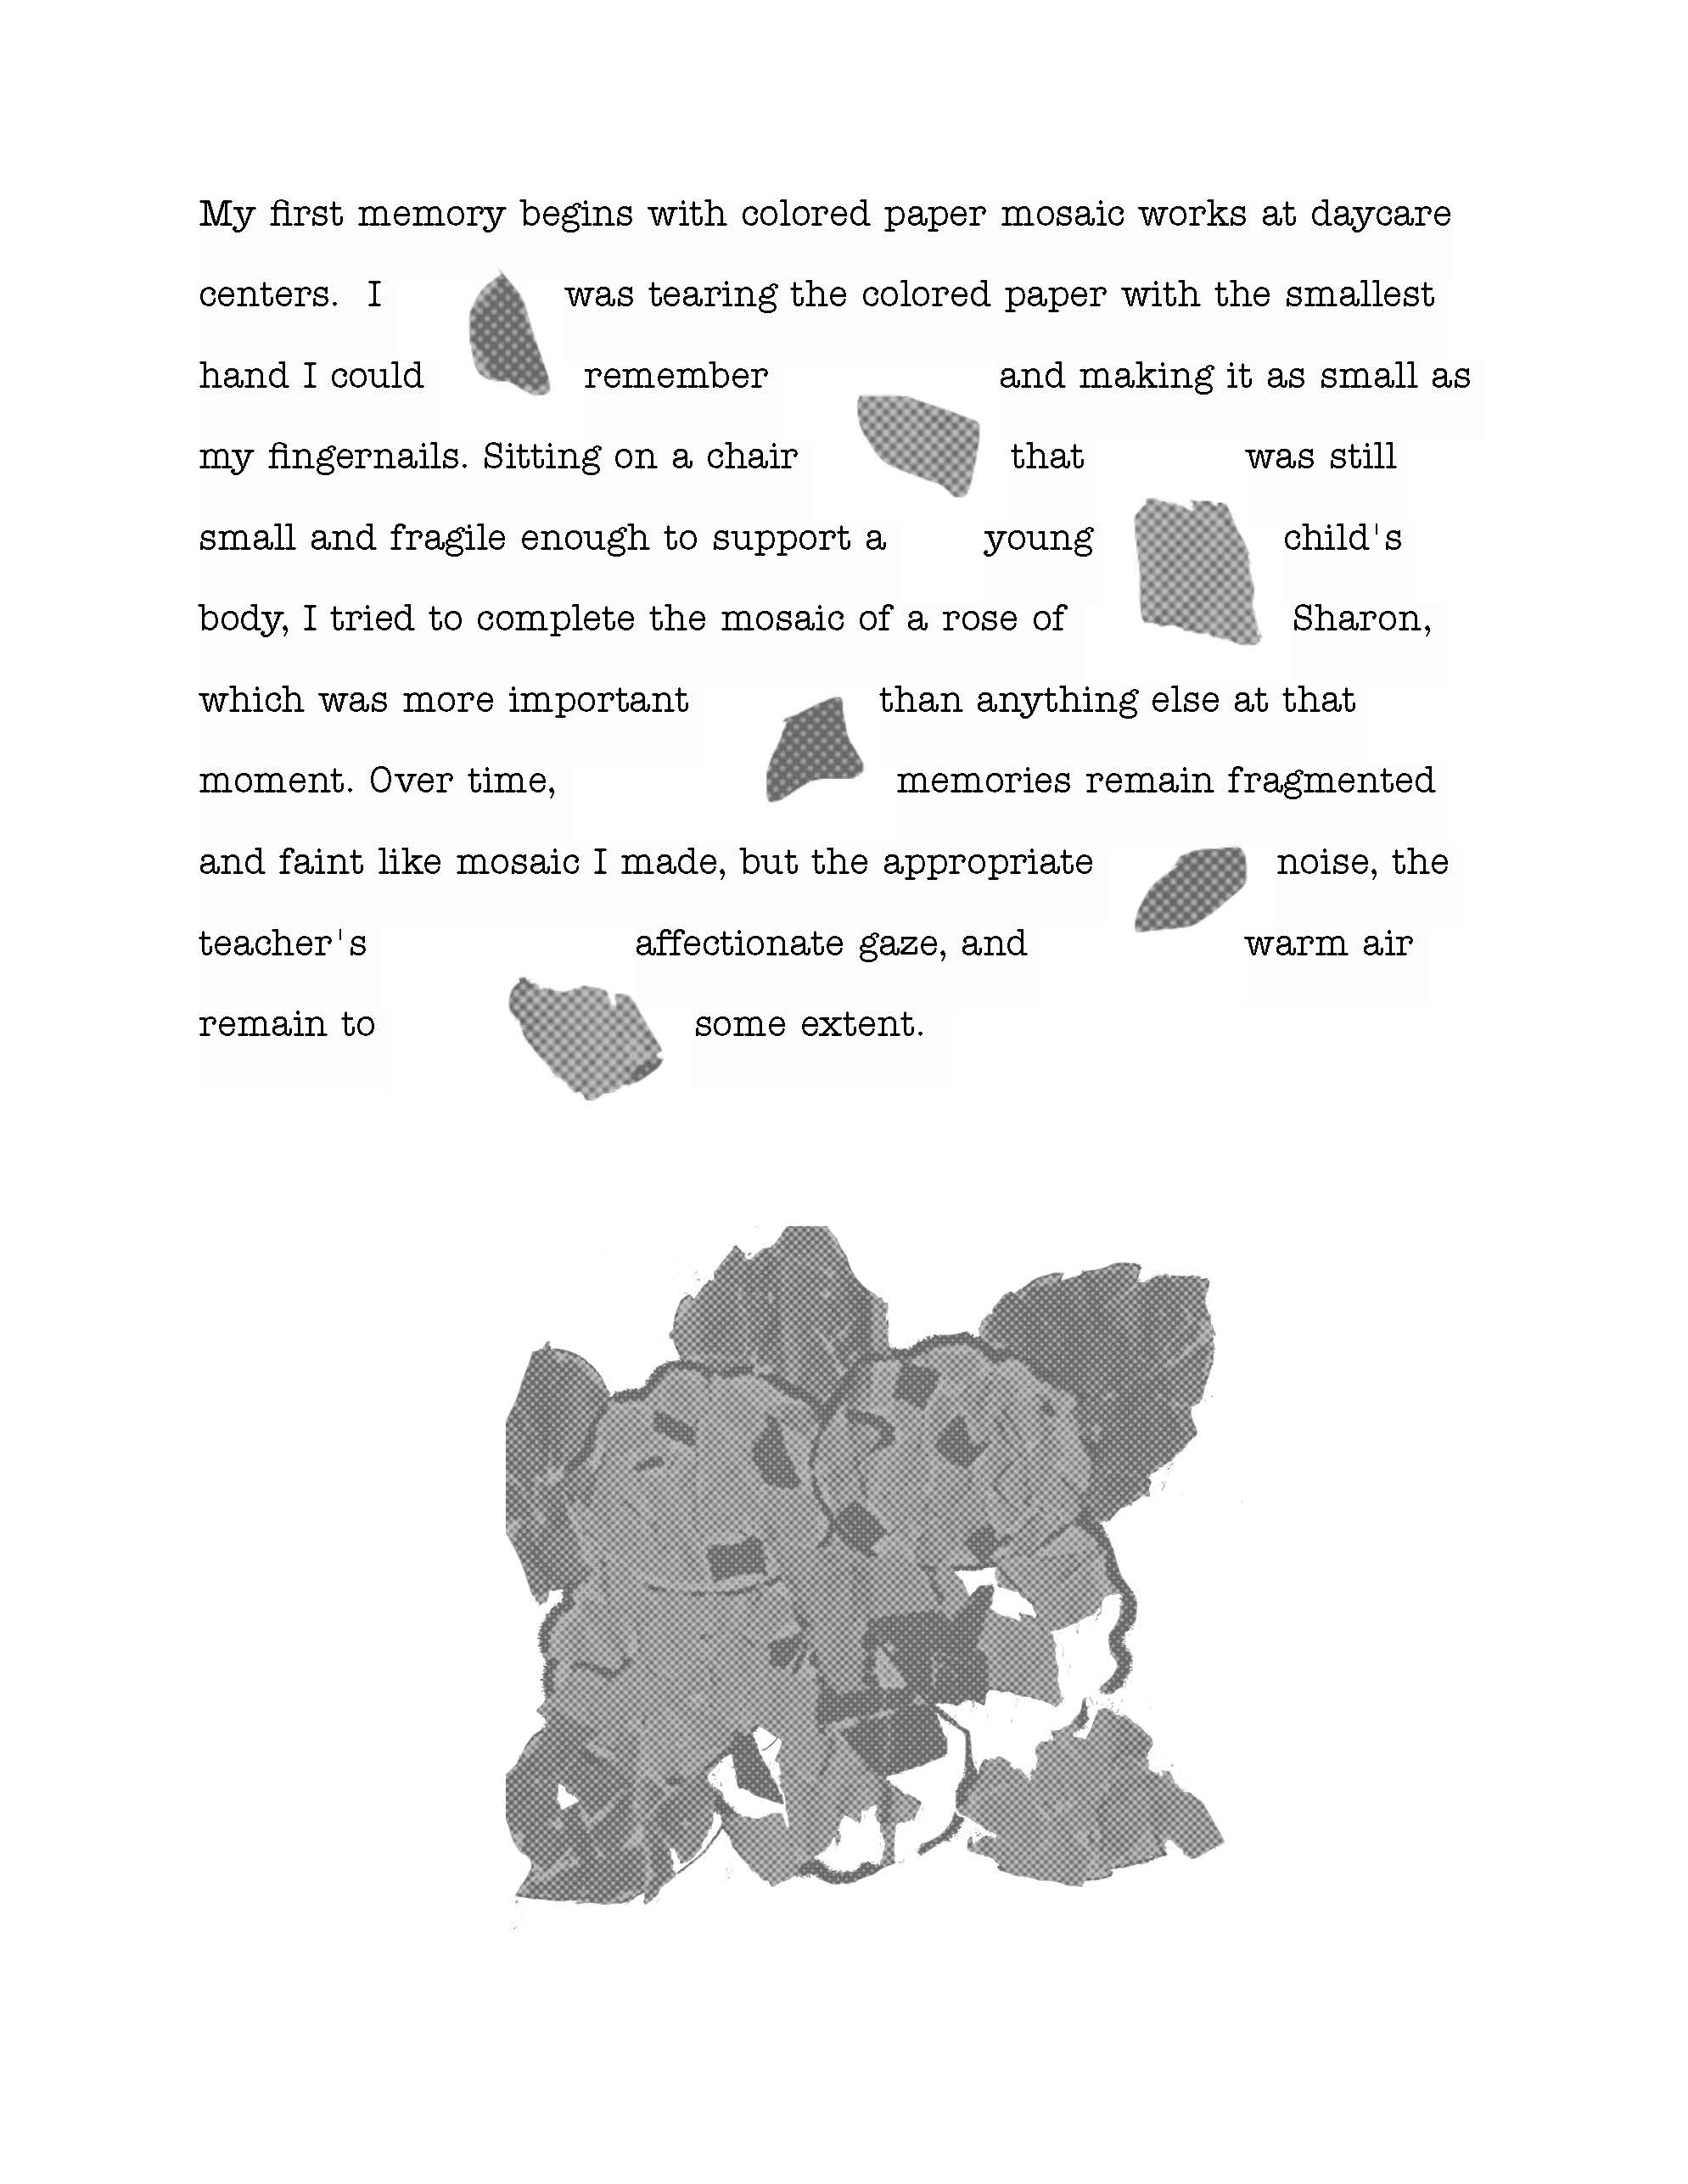 My first memory begins with colored paper mosaic works at daycare
centers. I was tearing the colored paper with the smallest
hand I could remember and making it as small as
my fingernails. Sitting on a chair that was still
small and fragile enough to support a young child's
body, I tried to complete the mosaic of a rose of Sharon,
which was more important than anything else at that
moment. Over time, memories remain fragmented
and faint like mosaic I made, but the appropriate noise, the
teacher's affectionate gaze, and warm air
remain to some extent.